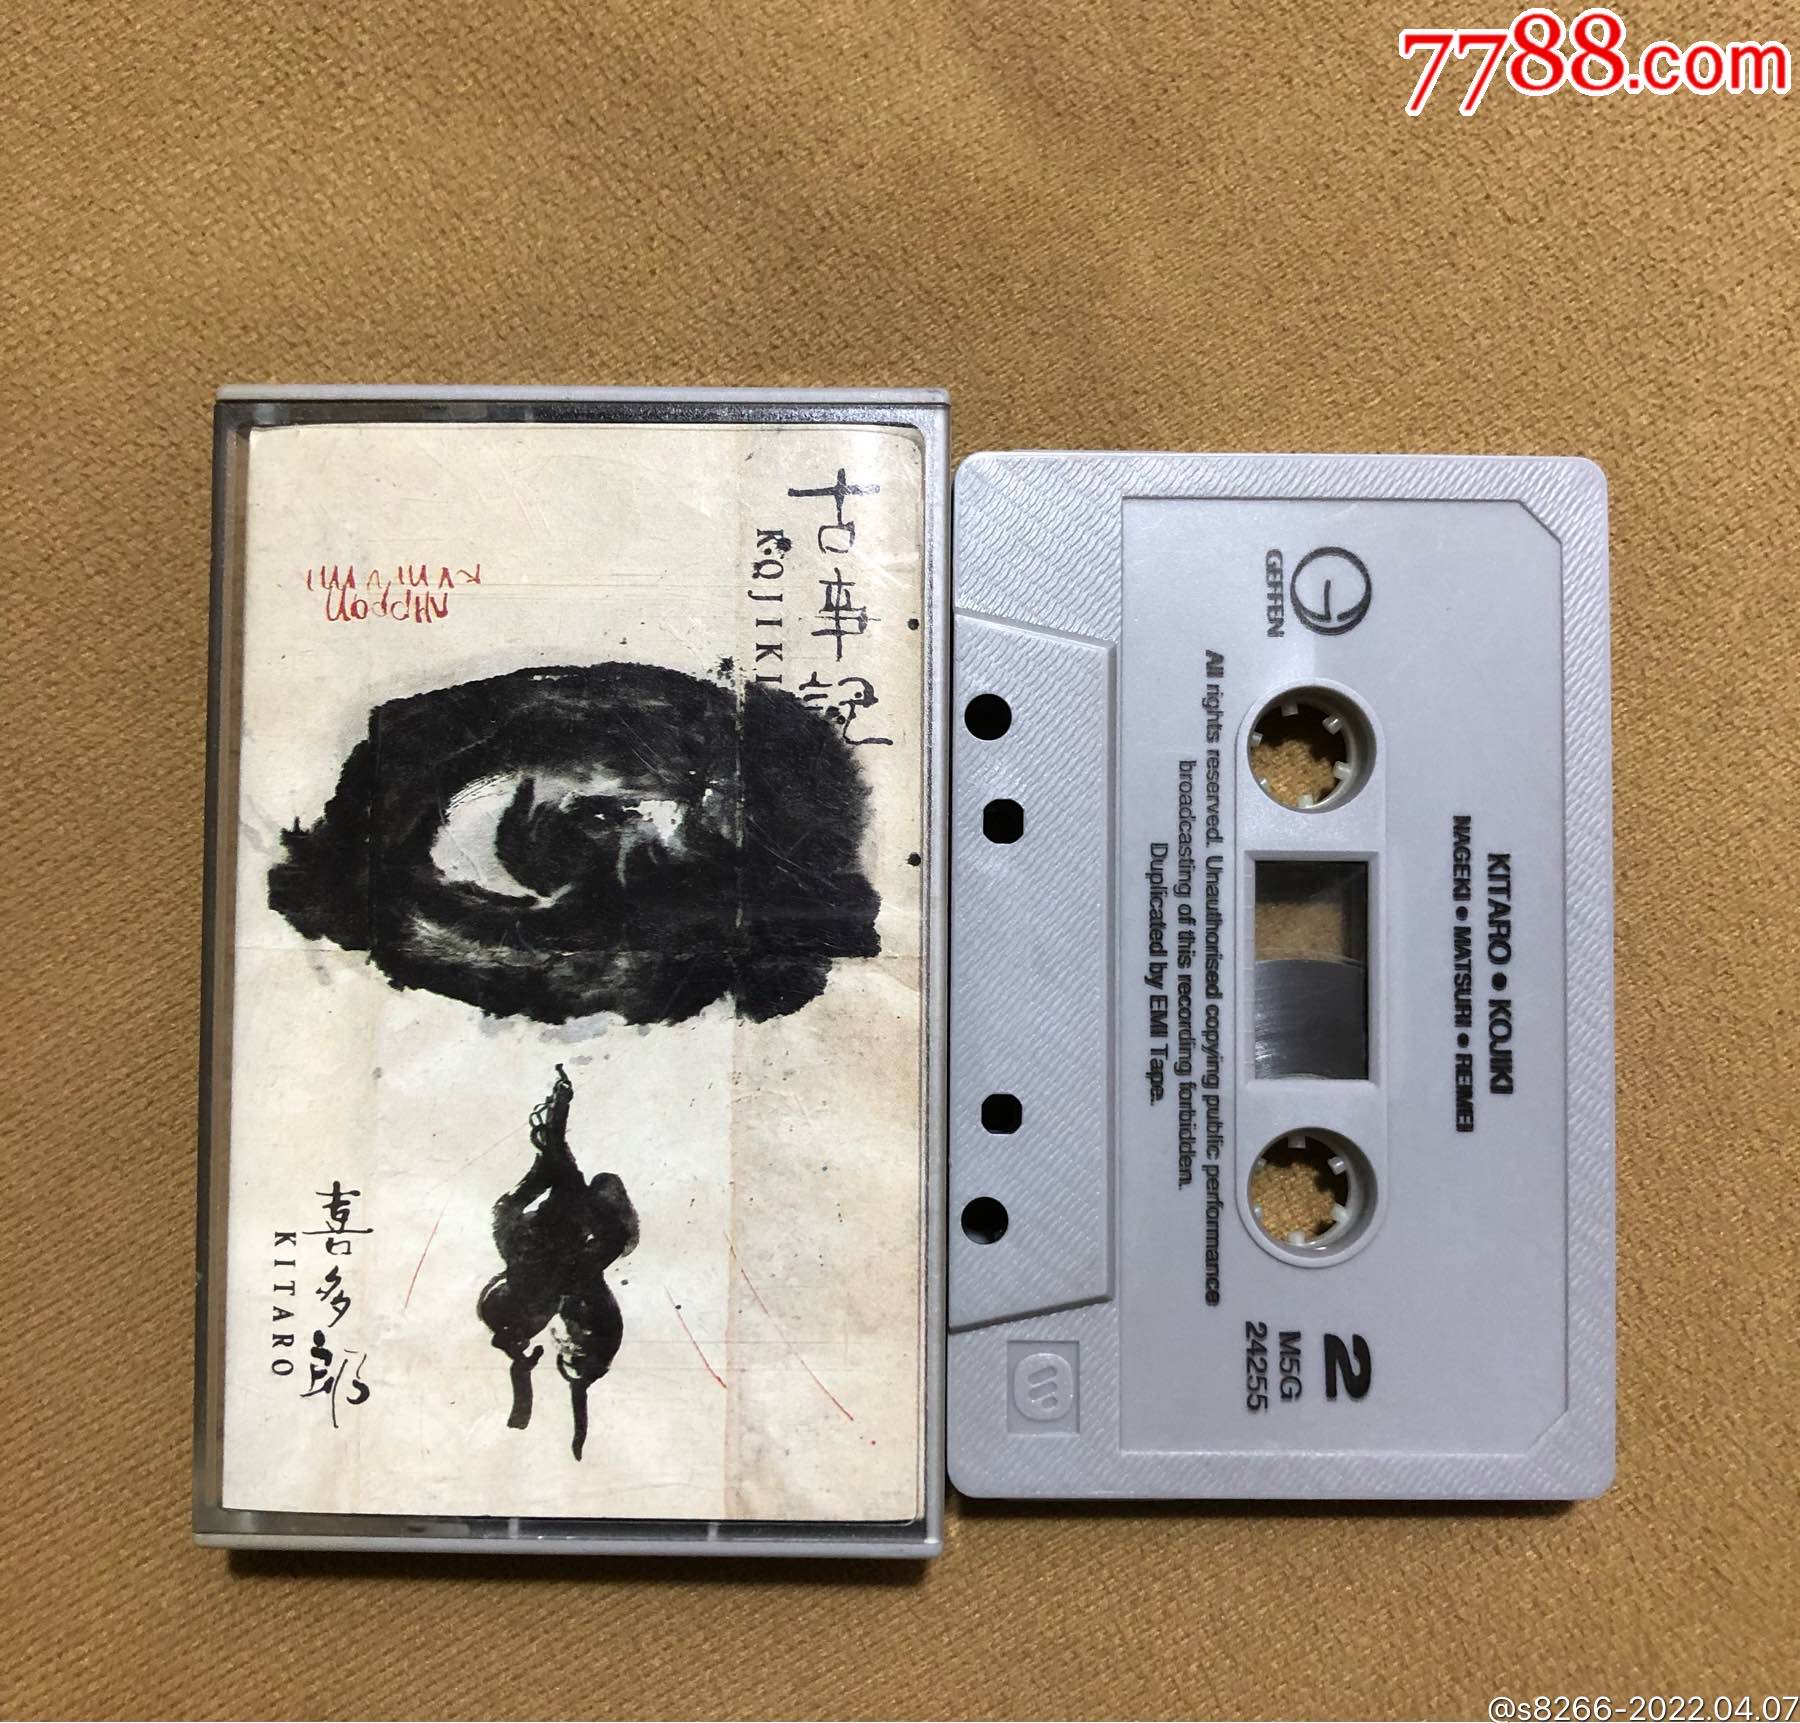 7788.com
古事記
KOJIKI
喜多郎
KITARO
GEFFEN
KITARO • KOJIKI
NAGEKI • MATSURI • REIMEI
2
M5G
24255
All rights reserved. Unauthorised copying public performance
broadcasting of this recording forbidden.
Duplicated by EMI Tape.
@s8266-2022.04.07